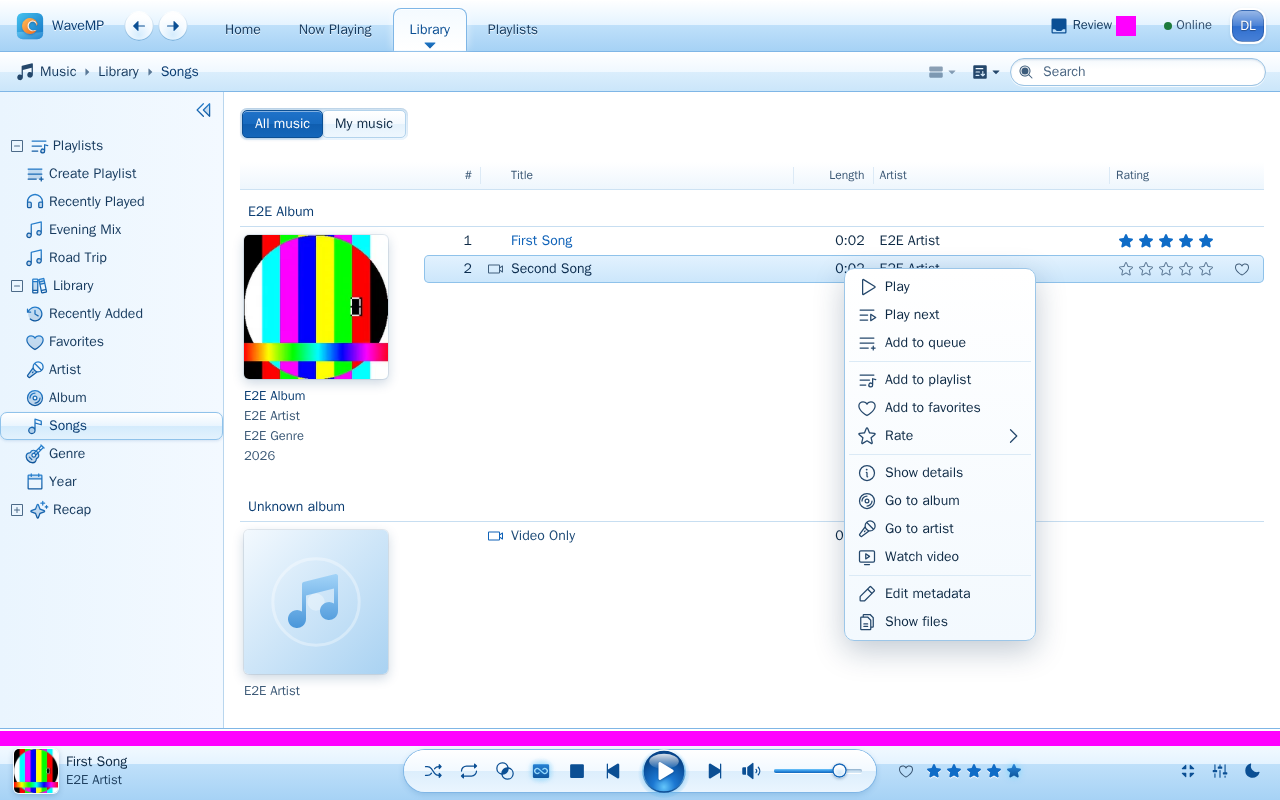 WaveMP
Home
Now Playing
Library
Playlists
Review
Online
DL
Music
Library
Songs
Search
Playlists
Create Playlist
Recently Played
Evening Mix
Road Trip
Library
Recently Added
Favorites
Artist
Album
Songs
Genre
Year
Recap
All music
My music
# Title Length Artist Rating
E2E Album
1 First Song 0:02 E2E Artist
2 Second Song 0:02 E2E Artist
E2E Album
E2E Artist
E2E Genre
2026
Unknown album
Video Only 0
E2E Artist
Play
Play next
Add to queue
Add to playlist
Add to favorites
Rate
Show details
Go to album
Go to artist
Watch video
Edit metadata
Show files
First Song
E2E Artist